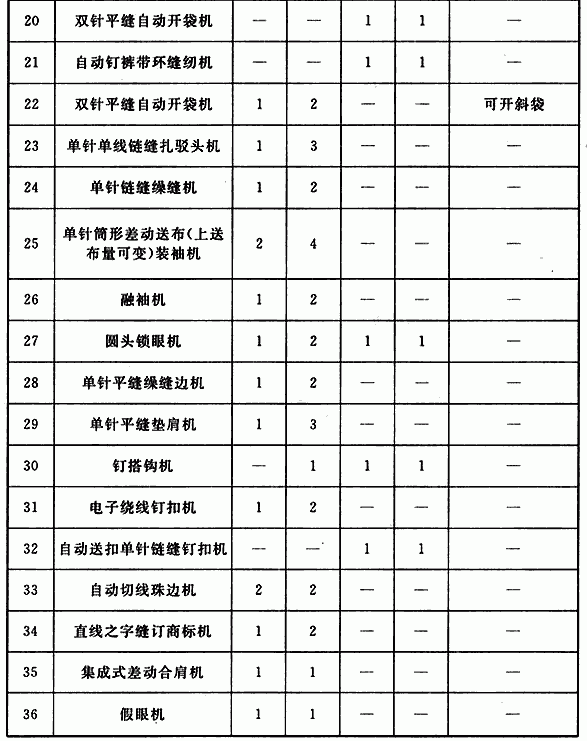 20 双针平缝自动开袋机 — — 1 1 —
21 自动钉裤带环缝纫机 — — 1 1 —
22 双针平缝自动开袋机 1 2 — — 可开斜袋
23 单针单线链缝扎驳头机 1 3 — — —
24 单针链缝缲缝机 1 2 — — —
25 单针筒形差动送布(上送 2 4 — — —
布量可变)装袖机
26 融袖机 1 2 — — —
27 圆头锁眼机 1 2 1 1 —
28 单针平缝缲缝边机 1 2 — — —
29 单针平缝垫肩机 1 3 — — —
30 钉搭钩机 — 1 1 1 —
31 电子绕线钉扣机 1 2 — — —
32 自动送扣单针链缝钉扣机 — — 1 1 —
33 自动切线珠边机 2 2 — — —
34 直线之字缝订商标机 1 2 — — —
35 集成式差动合肩机 1 1 — — —
36 假眼机 1 1 — — —